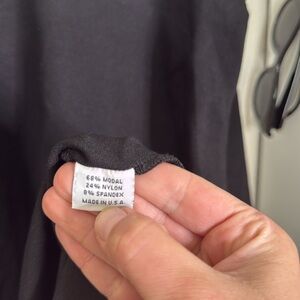 68% MODAL
24% NYLON
8% SPANDEX
MADE IN U.S.A